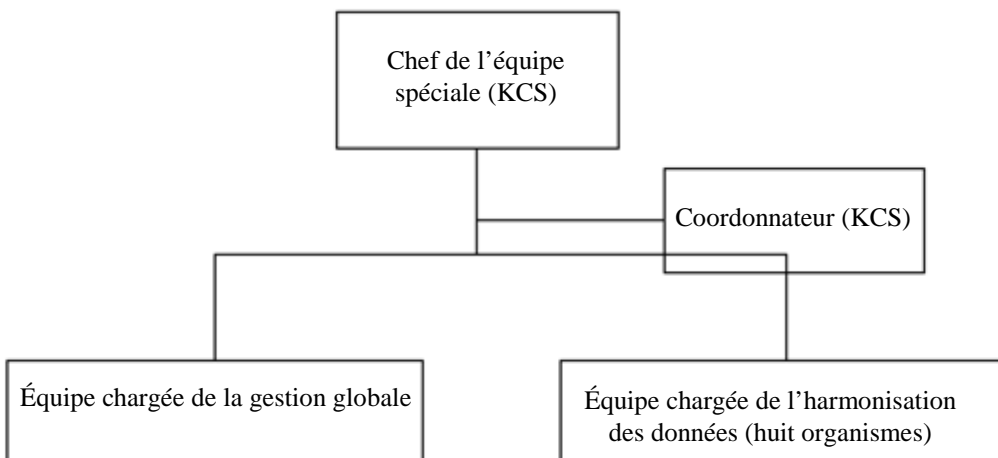 Chef de l’équipe
spéciale (KCS)
Coordonnateur (KCS)
Équipe chargée de la gestion globale
Équipe chargée de l’harmonisation
des données (huit organismes)